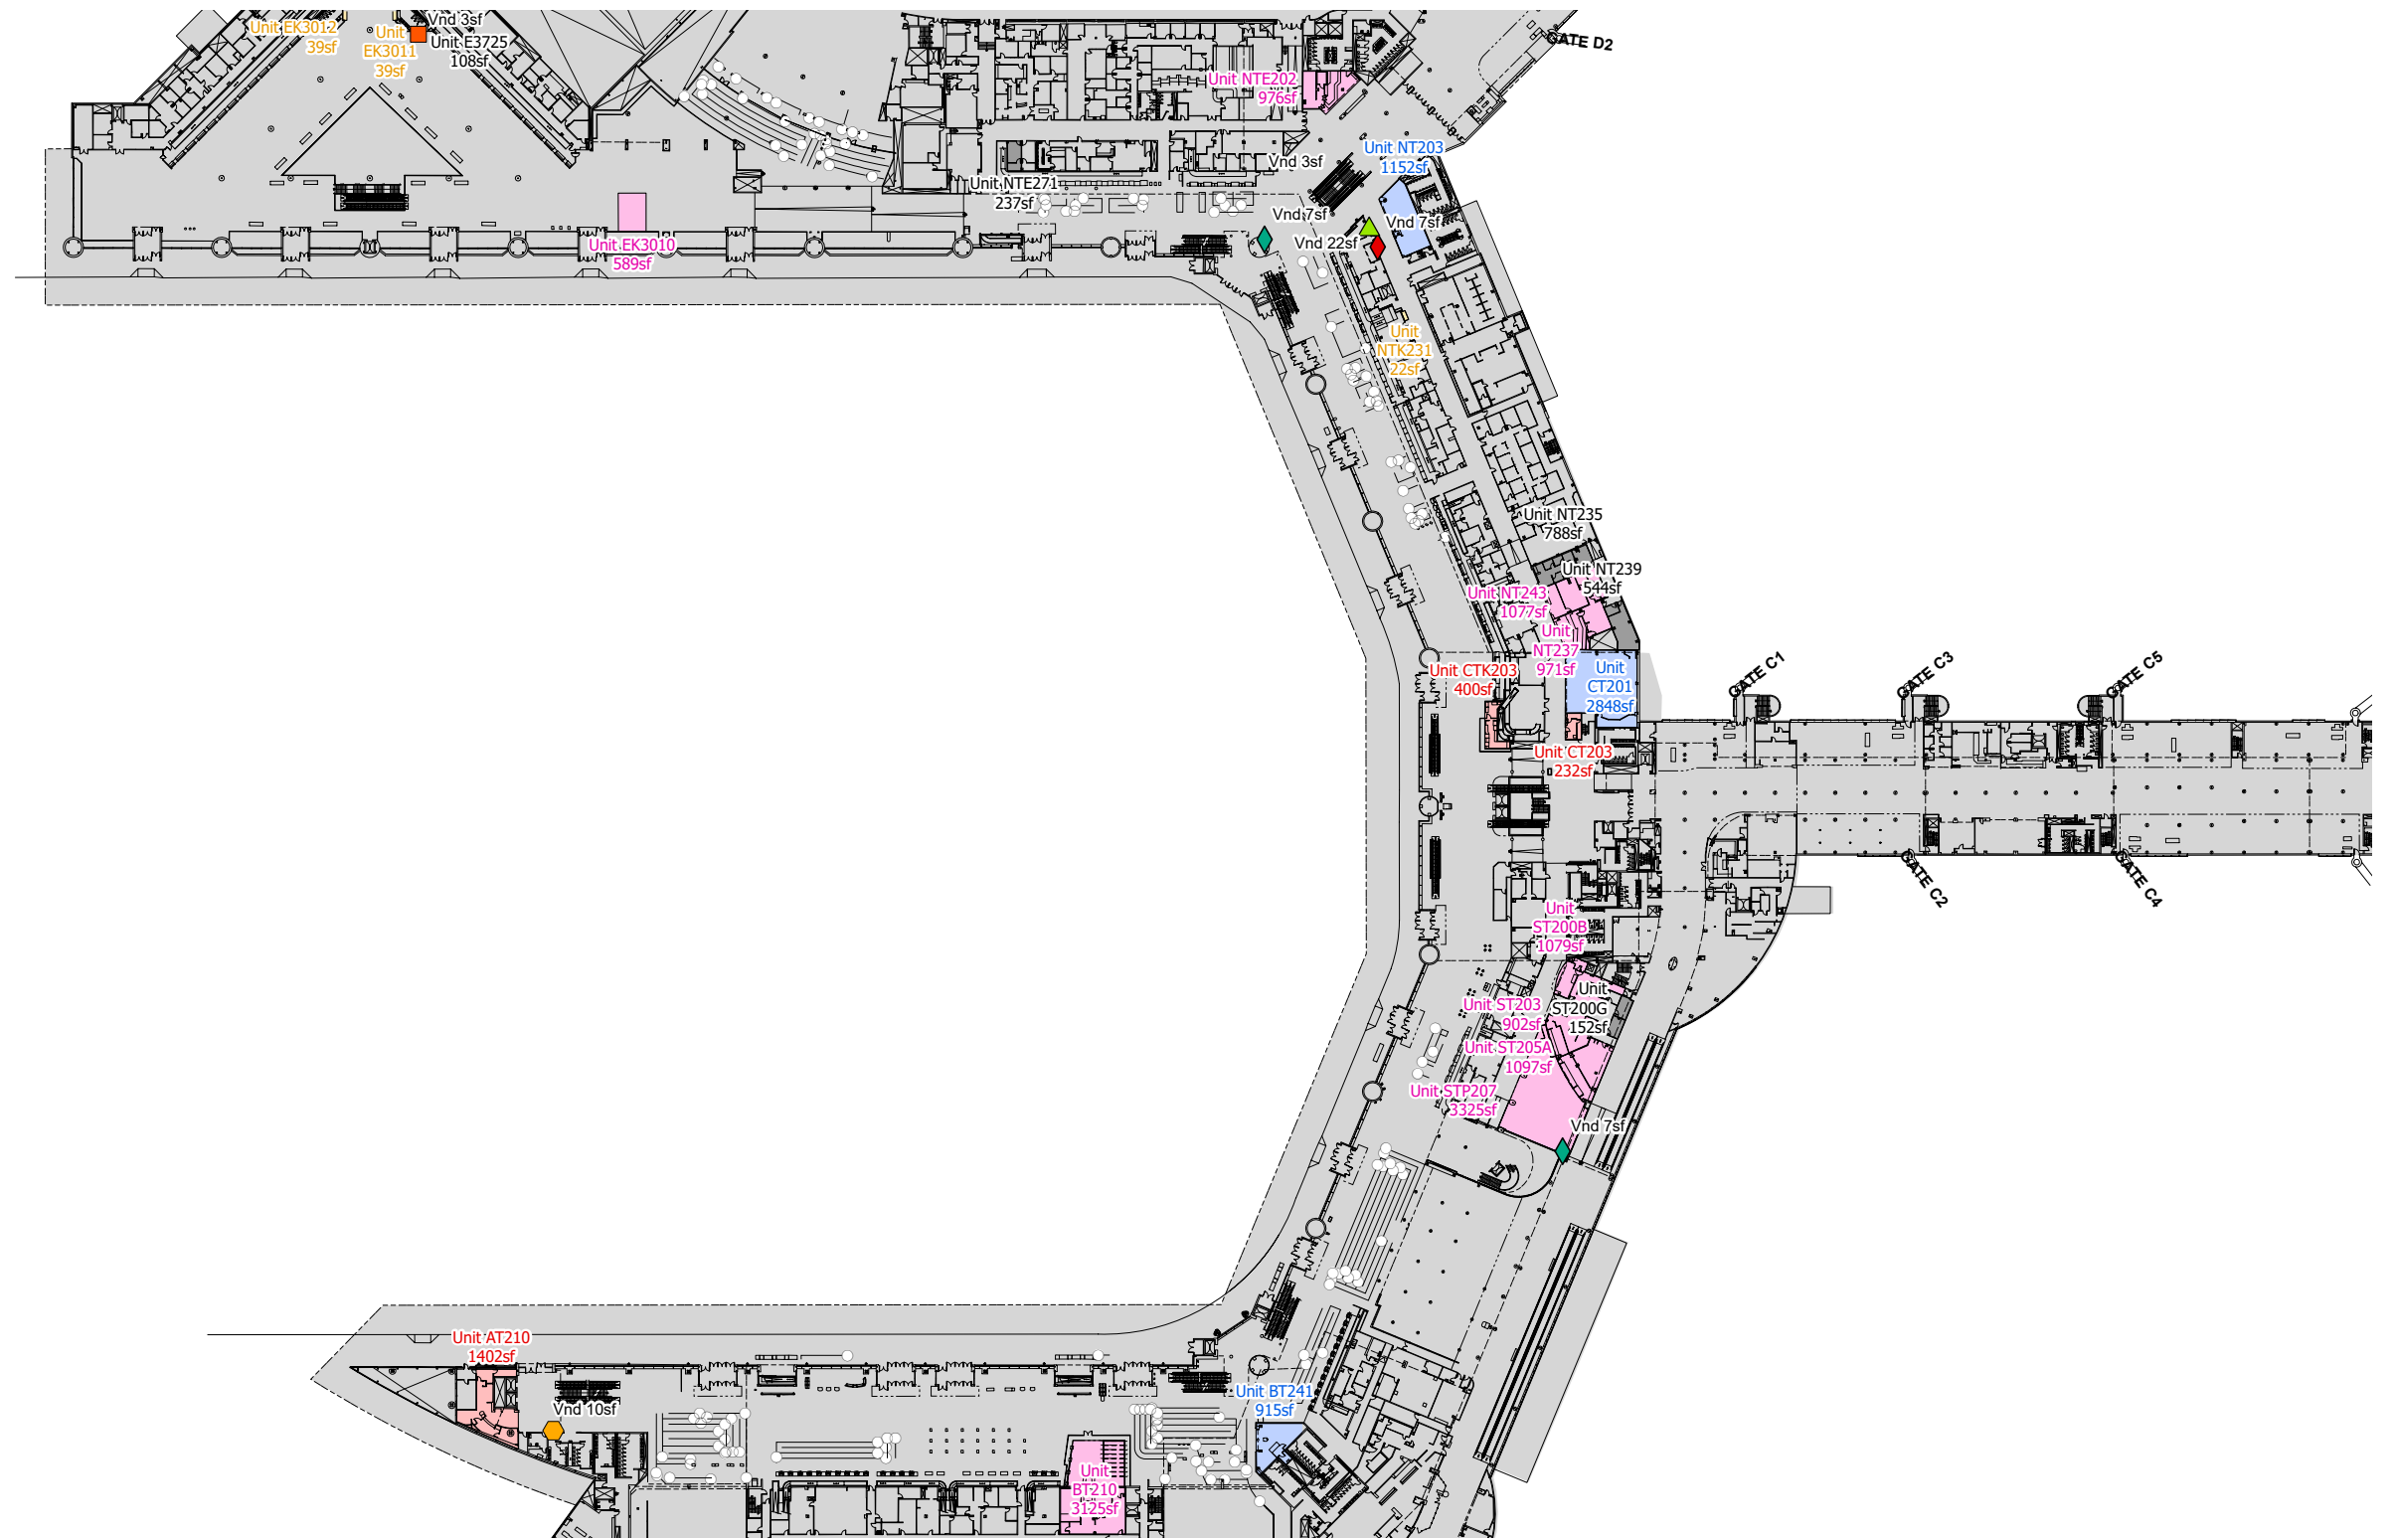 Vnd 3sf
Unit EK3012
39sf
Unit
EK3011
39sf
Unit E3725
108sf
GATE D2
Unit NTE202
976sf
Unit NT203
1152sf
Vnd 3sf
Unit NTE271
237sf
Vnd 7sf
Vnd 7sf
Vnd 22sf
Unit EK3010
589sf
Unit
NTK231
22sf
Unit NT235
788sf
Unit NT239
544sf
Unit NT243
1077sf
Unit
NT237
971sf
Unit CTK203
400sf
Unit
CT201
2848sf
GATE C1
GATE C3
GATE C5
Unit CT203
232sf
GATE C2
GATE C4
Unit
ST200B
1079sf
Unit
ST200G
152sf
Unit ST203
902sf
Unit ST205A
1097sf
Unit STP207
3325sf
Vnd 7sf
Unit AT210
1402sf
Vnd 10sf
Unit BT241
915sf
Unit
BT210
3125sf